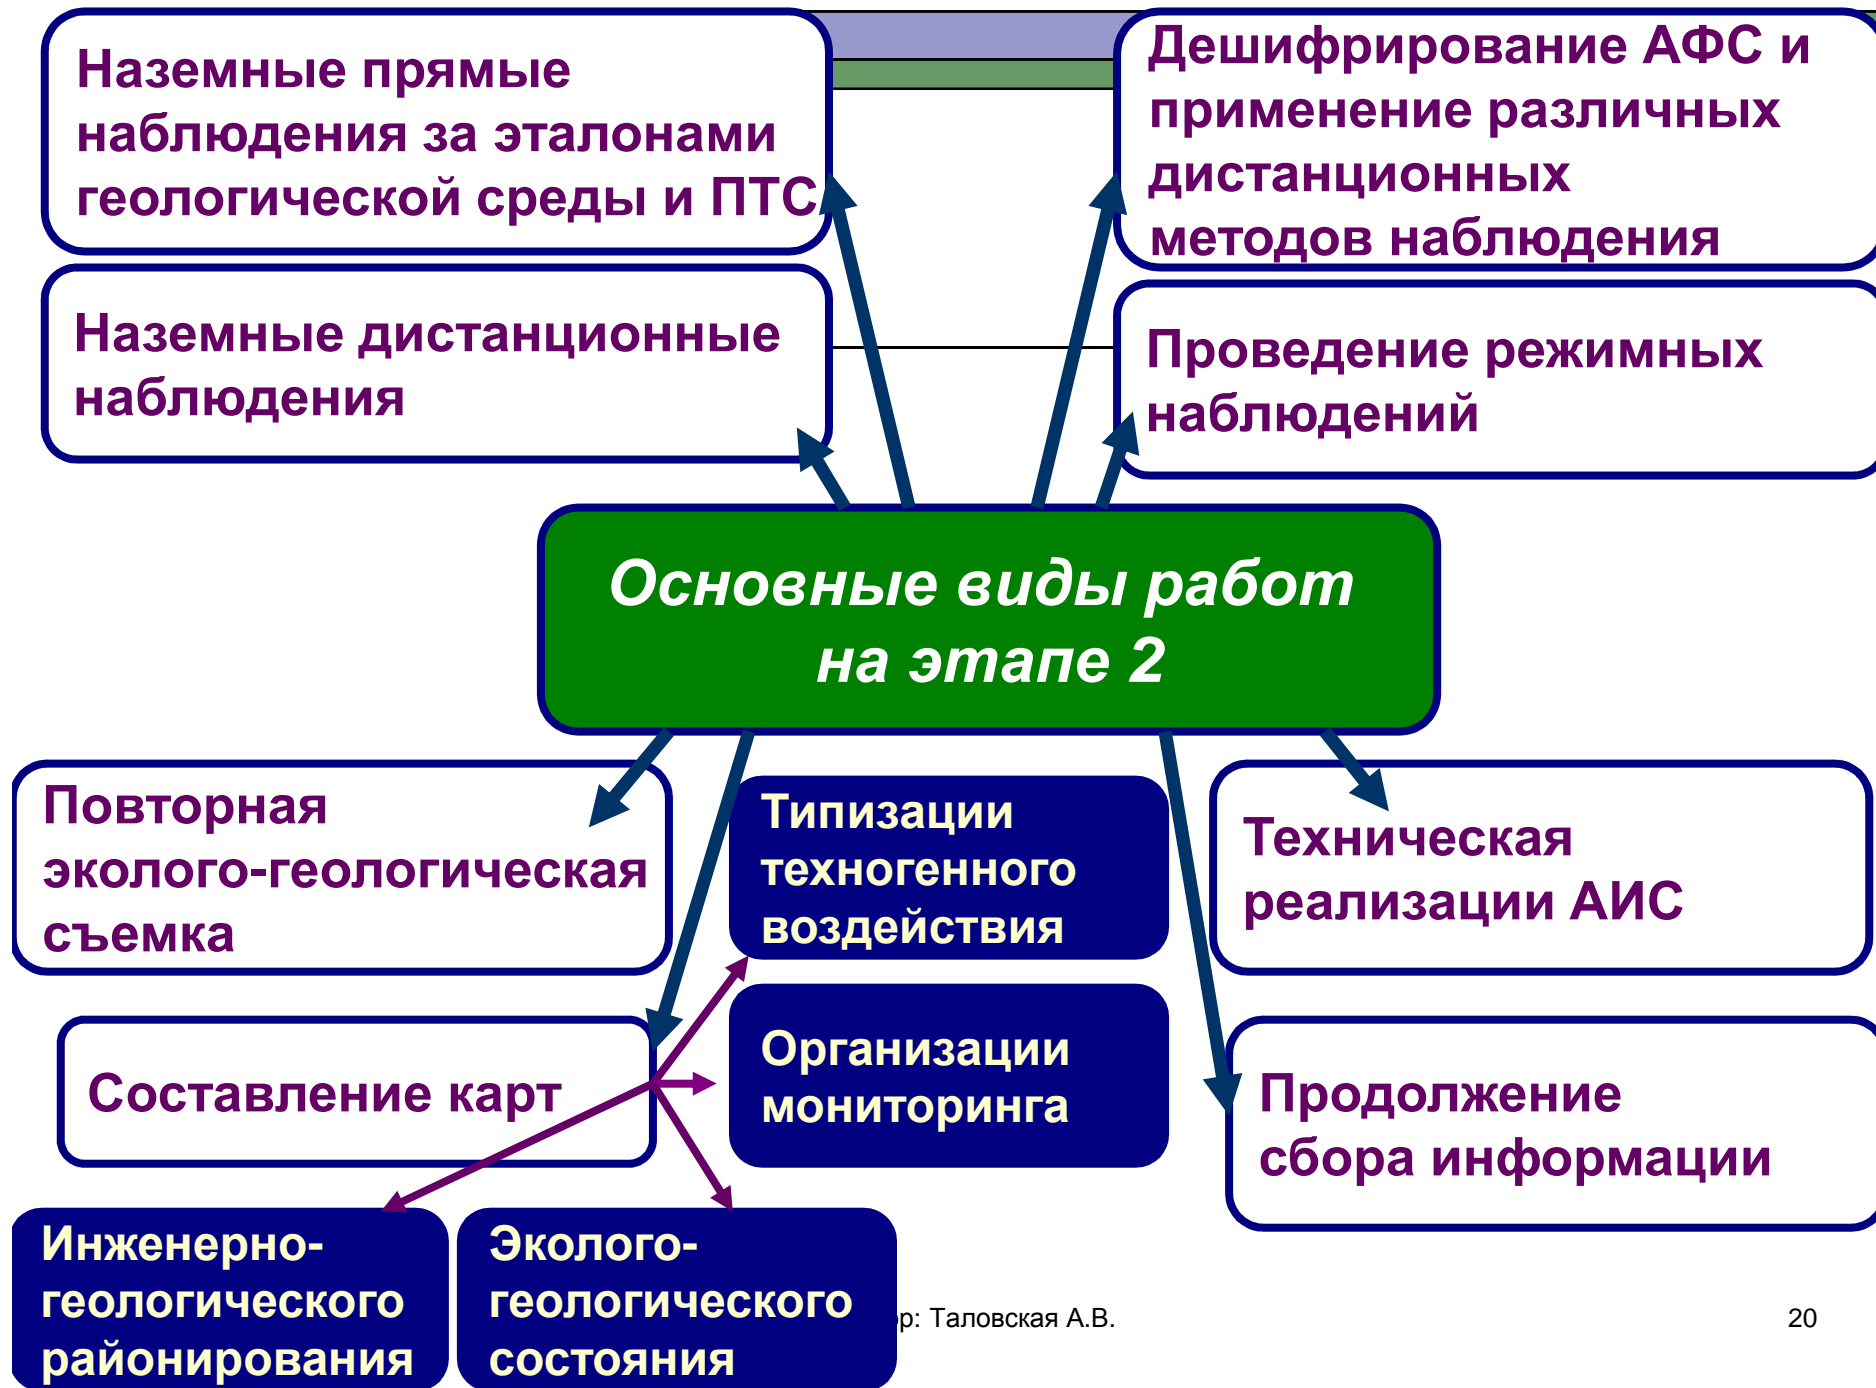 Наземные прямые
наблюдения за эталонами
геологической среды и ПТС
Дешифрирование АФС и
применение различных
дистанционных
методов наблюдения
Наземные дистанционные
наблюдения
Проведение режимных
наблюдений
Основные виды работ
на этапе 2
Повторная
эколого-геологическая
съемка
Типизации
техногенного
воздействия
Техническая
реализации АИС
Составление карт
Организации
мониторинга
Продолжение
сбора информации
Инженерно-
геологического
районирования
Эколого-
геологического
состояния
Таловская А.В.
20